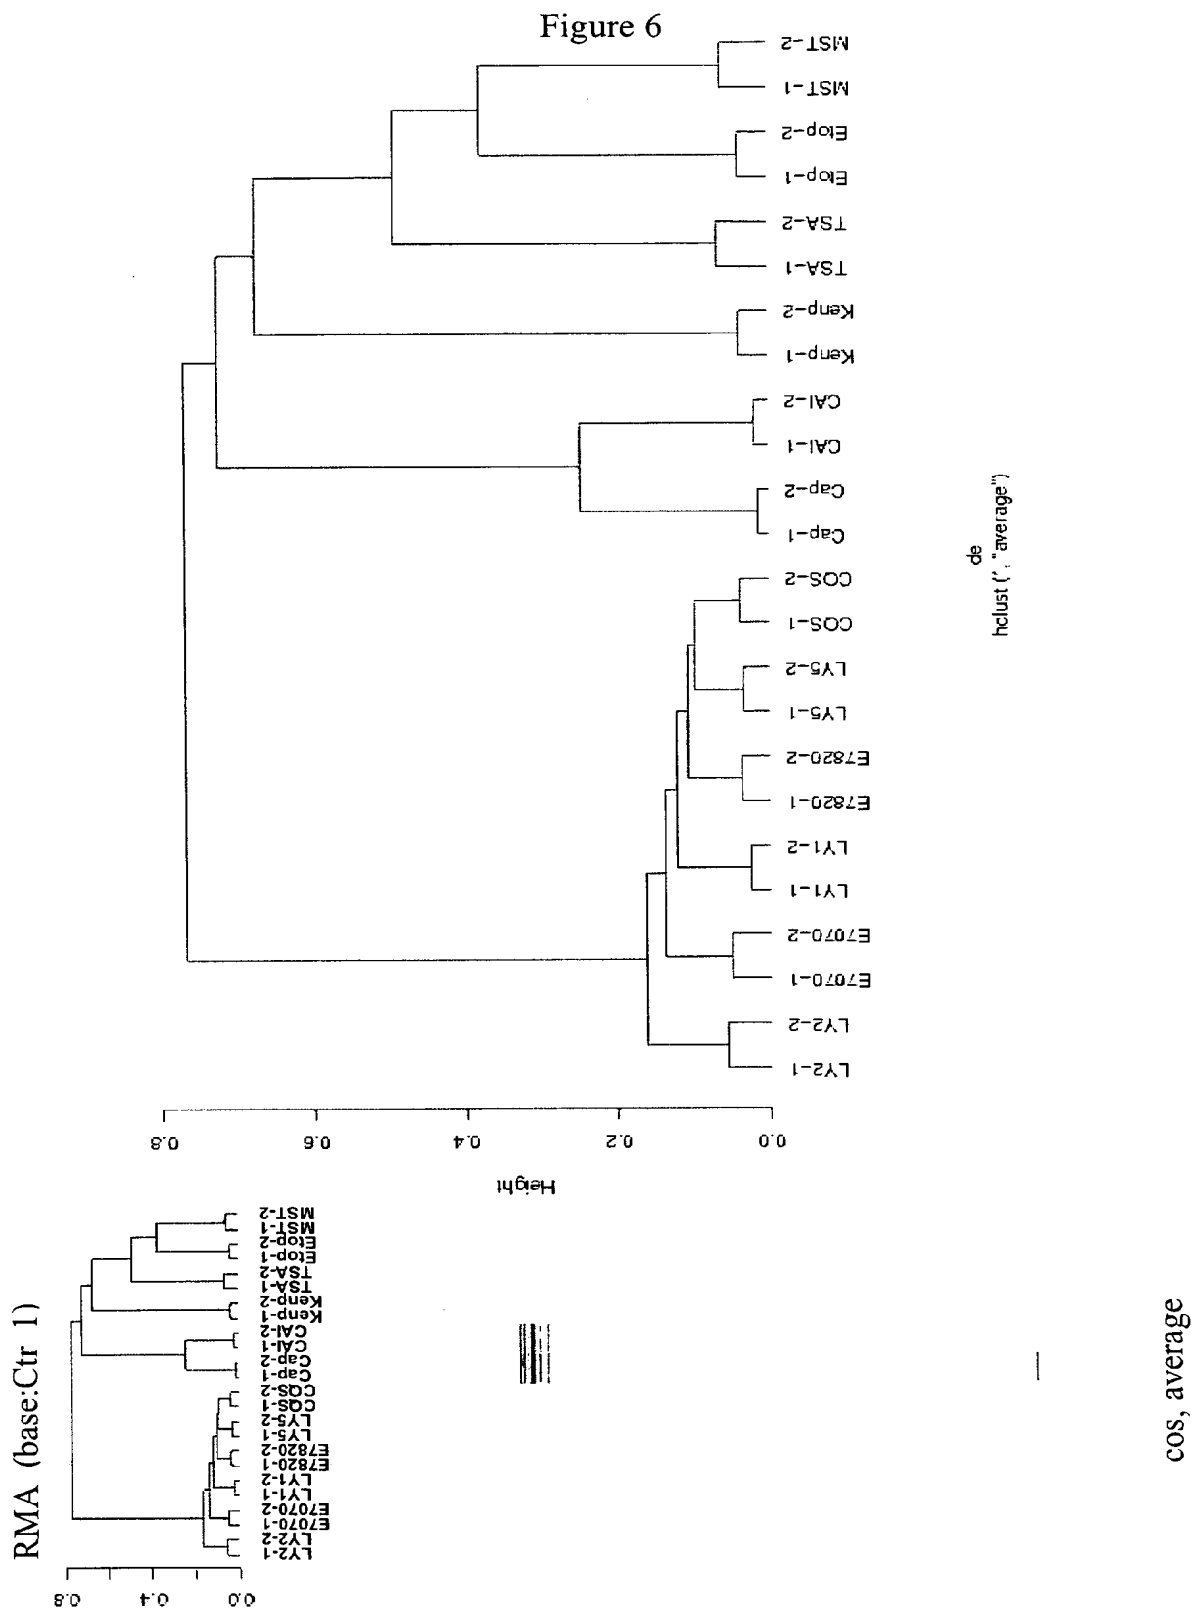 Figure 6
MST-2
MST-1
Etop-2
Etop-1
TSA-2
TSA-1
Kenp-2
Kenp-1
CAI-2
CAI-1
Cap-2
Cap-1
CQS-2
CQS-1
LY5-2
LY5-1
E7820-2
E7820-1
LY1-2
LY1-1
E7070-2
E7070-1
LY2-2
LY2-1
de
hclust (*, "average")
0.8
0.6
0.4
0.2
0.0
Height
RMA (base:Ctr 1)
MST-2
MST-1
Etop-2
Etop-1
TSA-2
TSA-1
Kenp-2
Kenp-1
CAI-2
CAI-1
Cap-2
Cap-1
CQS-2
CQS-1
LY5-2
LY5-1
E7820-2
E7820-1
LY1-2
LY1-1
E7070-2
E7070-1
LY2-2
LY2-1
0.8
0.4
0.0
cos, average